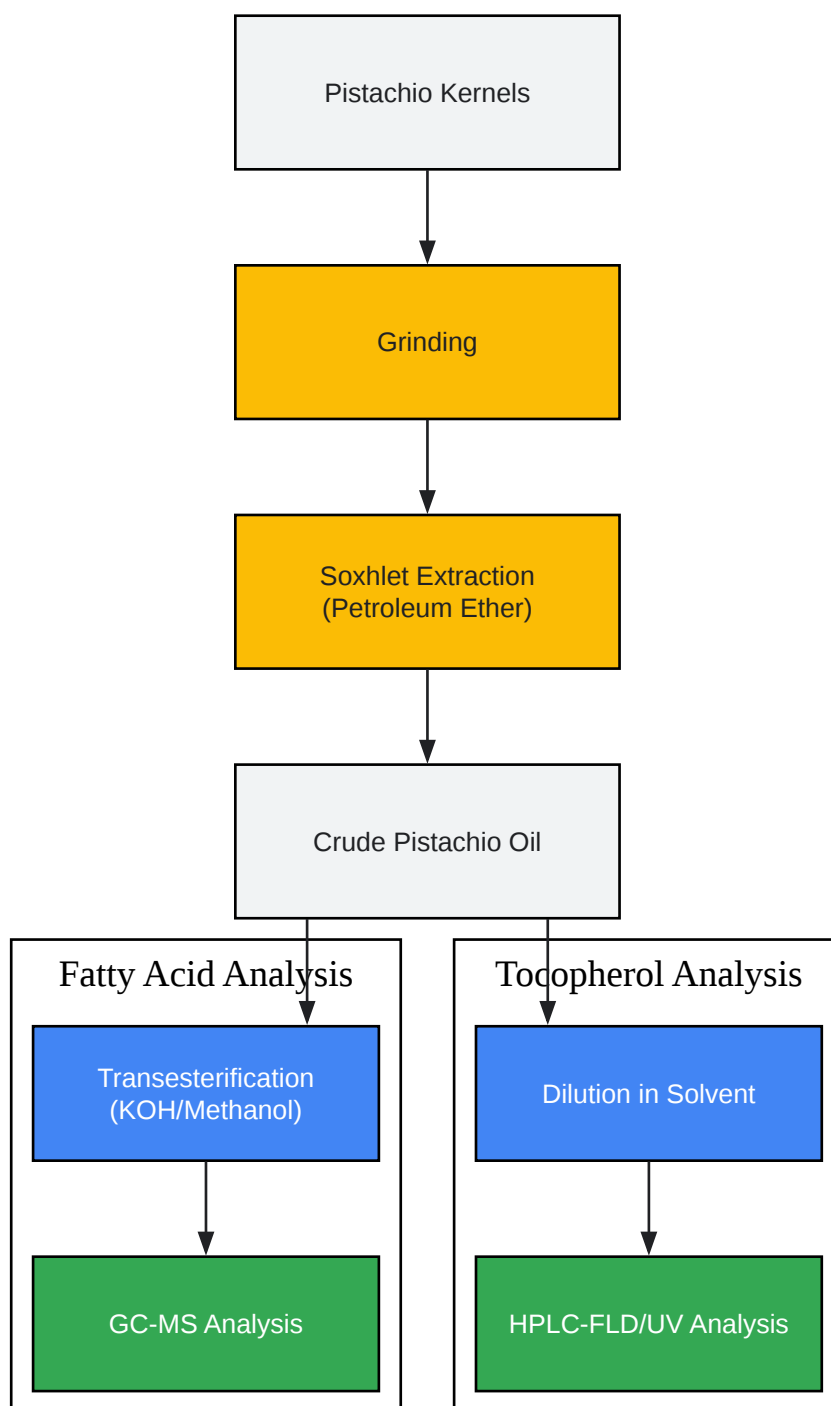 Pistachio Kernels
Grinding
Soxhlet Extraction
(Petroleum Ether)
Crude Pistachio Oil
Fatty Acid Analysis
Transesterification
(KOH/Methanol)
GC-MS Analysis
Tocopherol Analysis
Dilution in Solvent
HPLC-FLD/UV Analysis